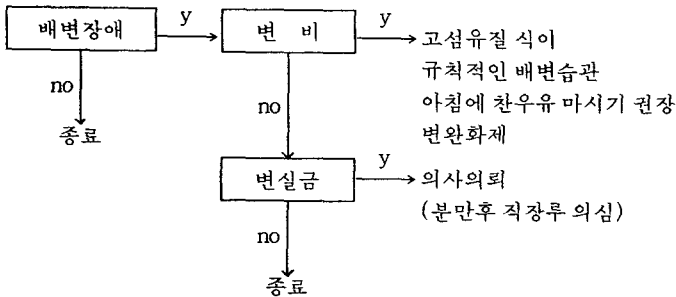 배변장애
y
변 비
y
고섬유질 식이
규칙적인 배변습관
아침에 찬우유 마시기 권장
변완화제
no
종료
no
변실금
y
의사의뢰
(분만후 직장루 의심)
no
종료